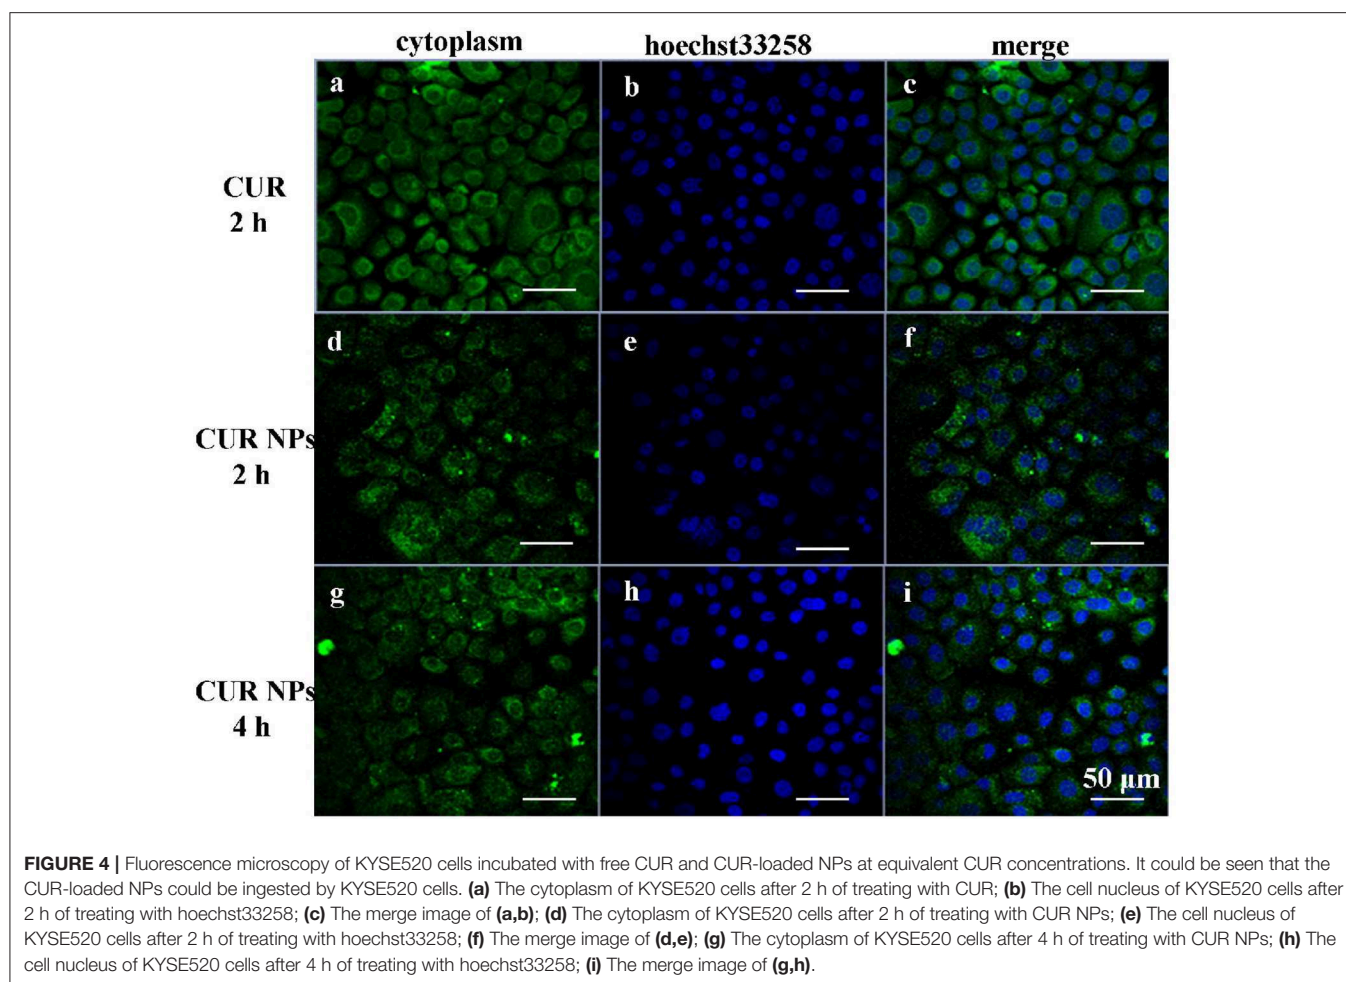 cytoplasm hoechst33258 merge
a b c
CUR
2 h
d e f
CUR NPs
2 h
g h i
CUR NPs
4 h
50 μm
FIGURE 4 | Fluorescence microscopy of KYSE520 cells incubated with free CUR and CUR-loaded NPs at equivalent CUR concentrations. It could be seen that the
CUR-loaded NPs could be ingested by KYSE520 cells. (a) The cytoplasm of KYSE520 cells after 2 h of treating with CUR; (b) The cell nucleus of KYSE520 cells after
2 h of treating with hoechst33258; (c) The merge image of (a,b); (d) The cytoplasm of KYSE520 cells after 2 h of treating with CUR NPs; (e) The cell nucleus of
KYSE520 cells after 2 h of treating with hoechst33258; (f) The merge image of (d,e); (g) The cytoplasm of KYSE520 cells after 4 h of treating with CUR NPs; (h) The
cell nucleus of KYSE520 cells after 4 h of treating with hoechst33258; (i) The merge image of (g,h).